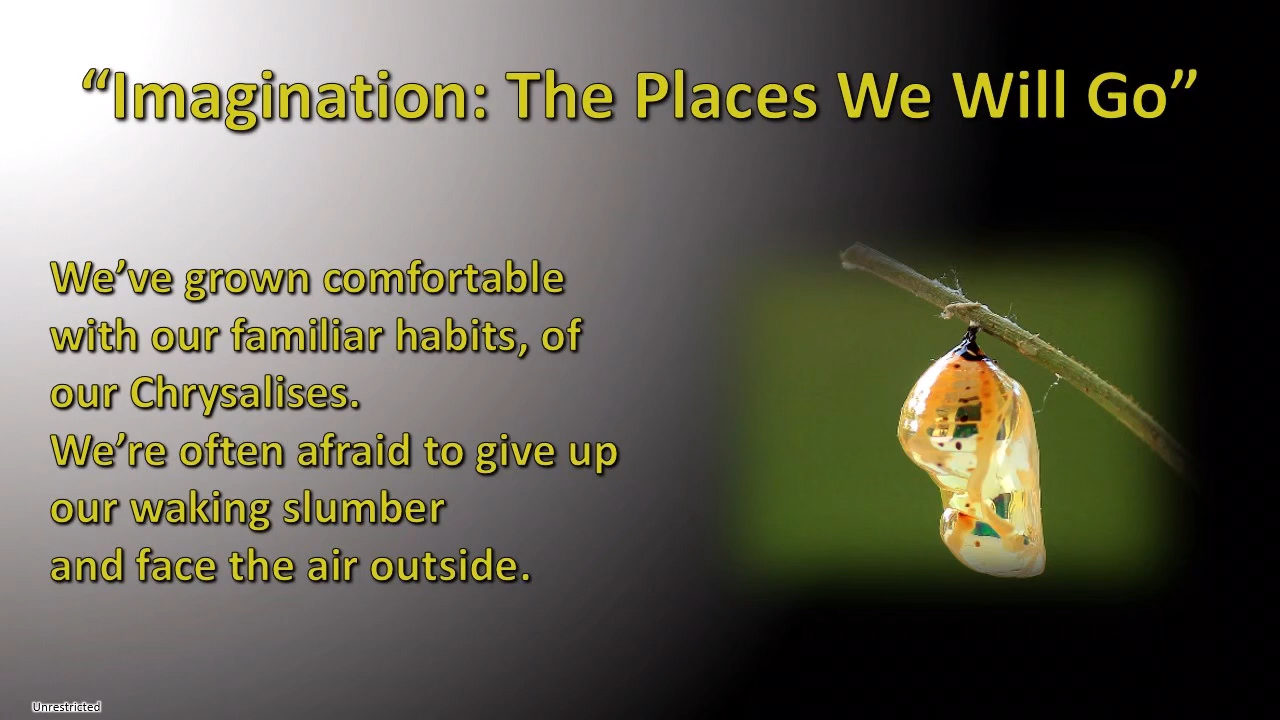 “Imagination: The Places We Will Go”
We’ve grown comfortable
with our familiar habits, of
our Chrysalises.
We’re often afraid to give up
our waking slumber
and face the air outside.
Unrestricted